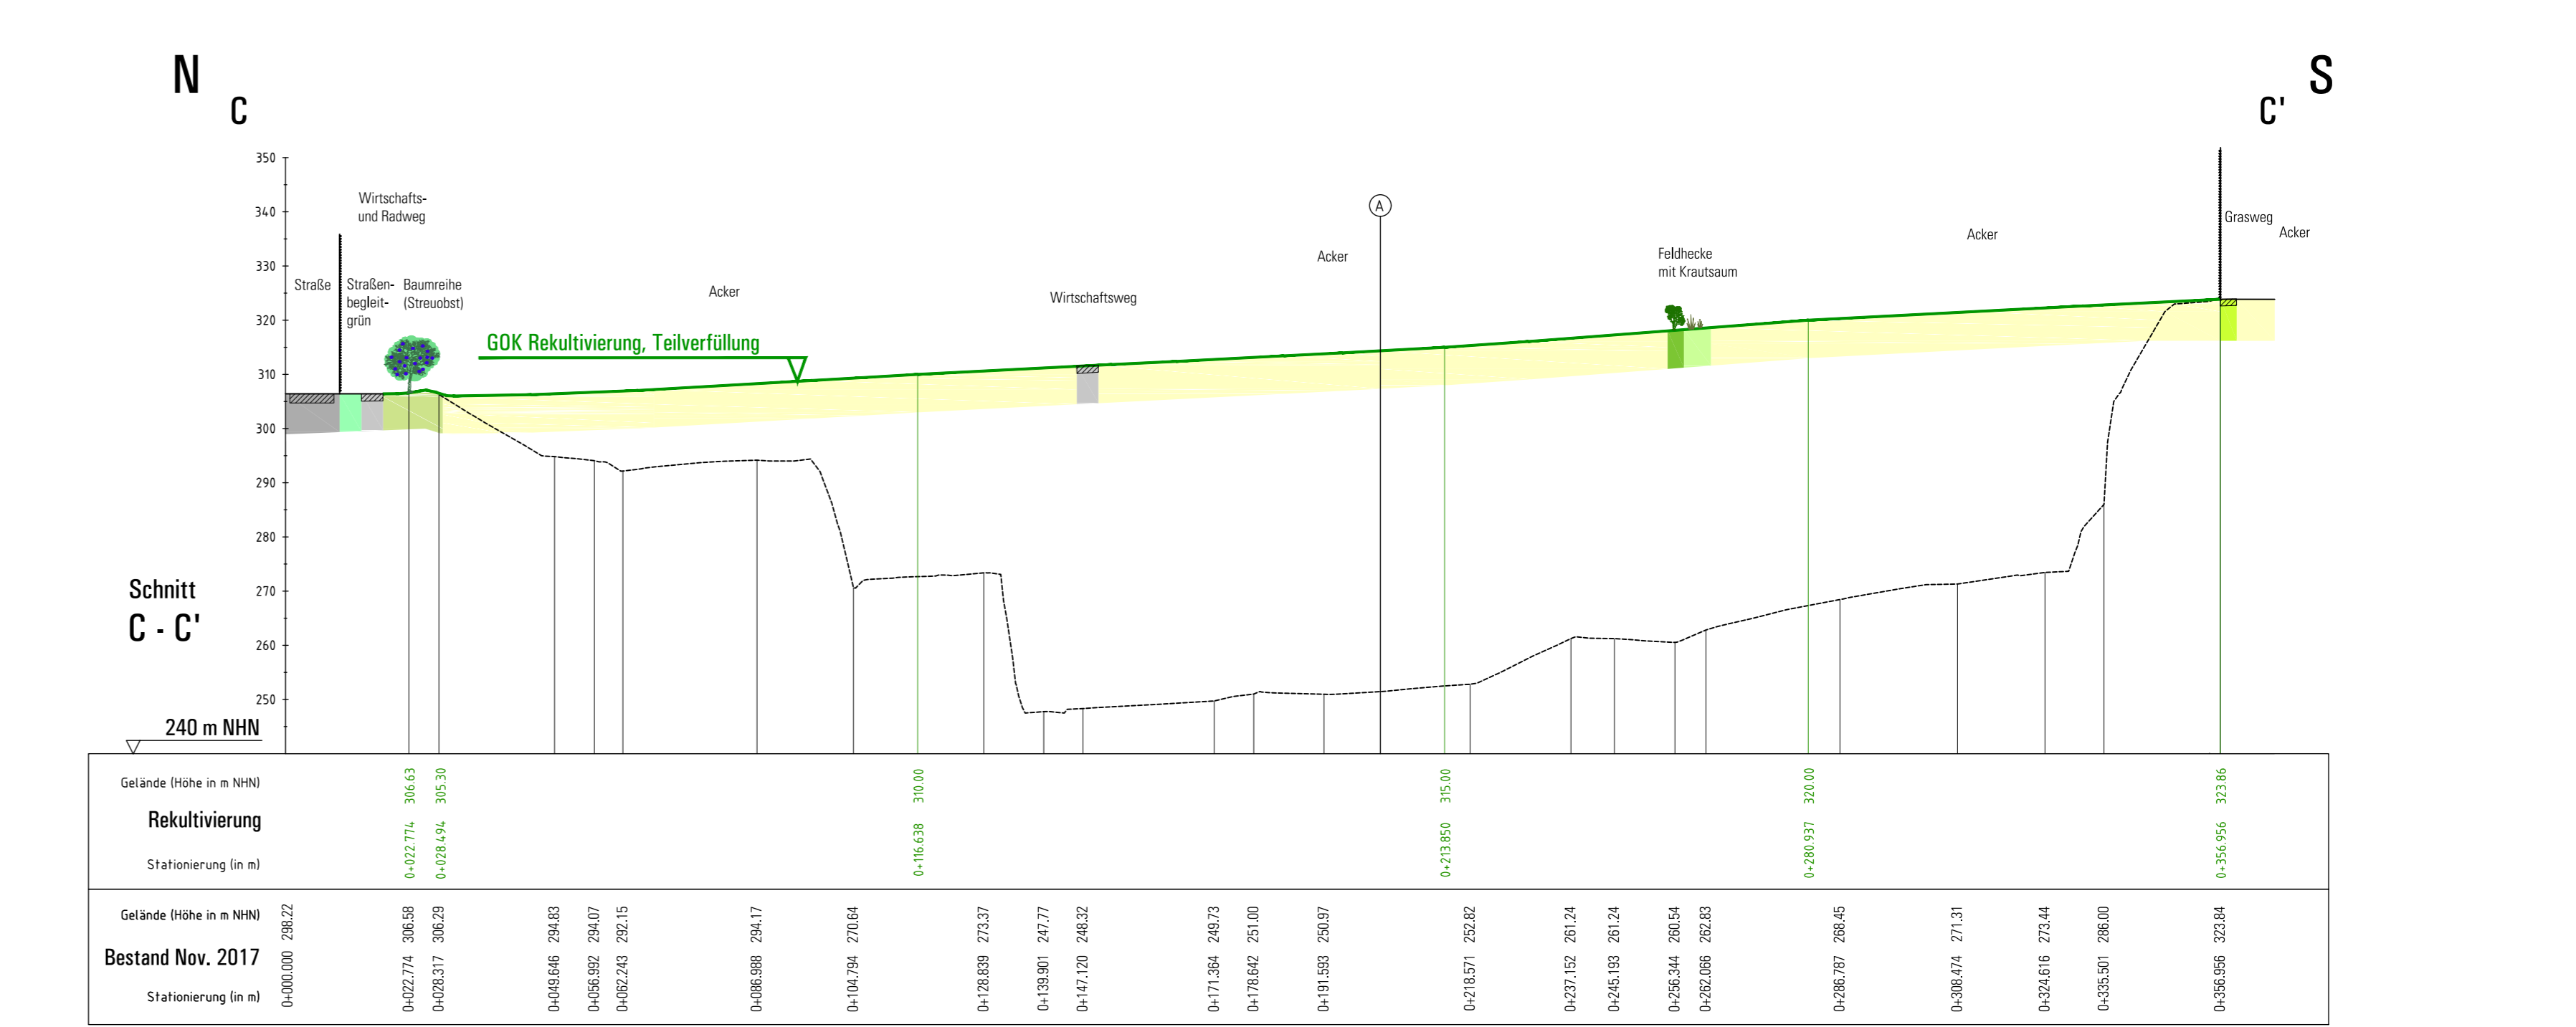 N
S
C
C'
350
340
330
320
310
300
290
280
270
260
250
Wirtschafts-
und Radweg
Straße
Straßen-
begleit-
grün
Baumreihe
(Streuobst)
GOK Rekultivierung, Teilverfüllung
Acker
Wirtschaftsweg
Acker
A
Feldhecke
mit Krautsaum
Acker
Grasweg
Acker
Schnitt
C - C'
240 m NHN
Gelände (Höhe in m NHN)
306.63 305.30 310.00 315.00 320.00 323.86
Rekultivierung
Stationierung (in m)
0+022.774 0+028.494 0+116.638 0+213.850 0+280.937 0+356.956
Gelände (Höhe in m NHN)
298.22 306.58 306.29 294.83 294.07 292.15 294.17 270.64 273.37 247.77 248.32 249.73 251.00 250.97 252.82 261.24 261.24 260.54 262.83 268.45 271.31 273.44 286.00 323.84
Bestand Nov. 2017
Stationierung (in m)
0+000.000 0+022.774 0+028.317 0+049.646 0+056.992 0+062.243 0+086.988 0+104.794 0+128.839 0+139.901 0+147.120 0+171.364 0+178.642 0+191.593 0+218.571 0+237.152 0+245.193 0+256.344 0+262.066 0+286.787 0+308.474 0+324.616 0+335.501 0+356.956